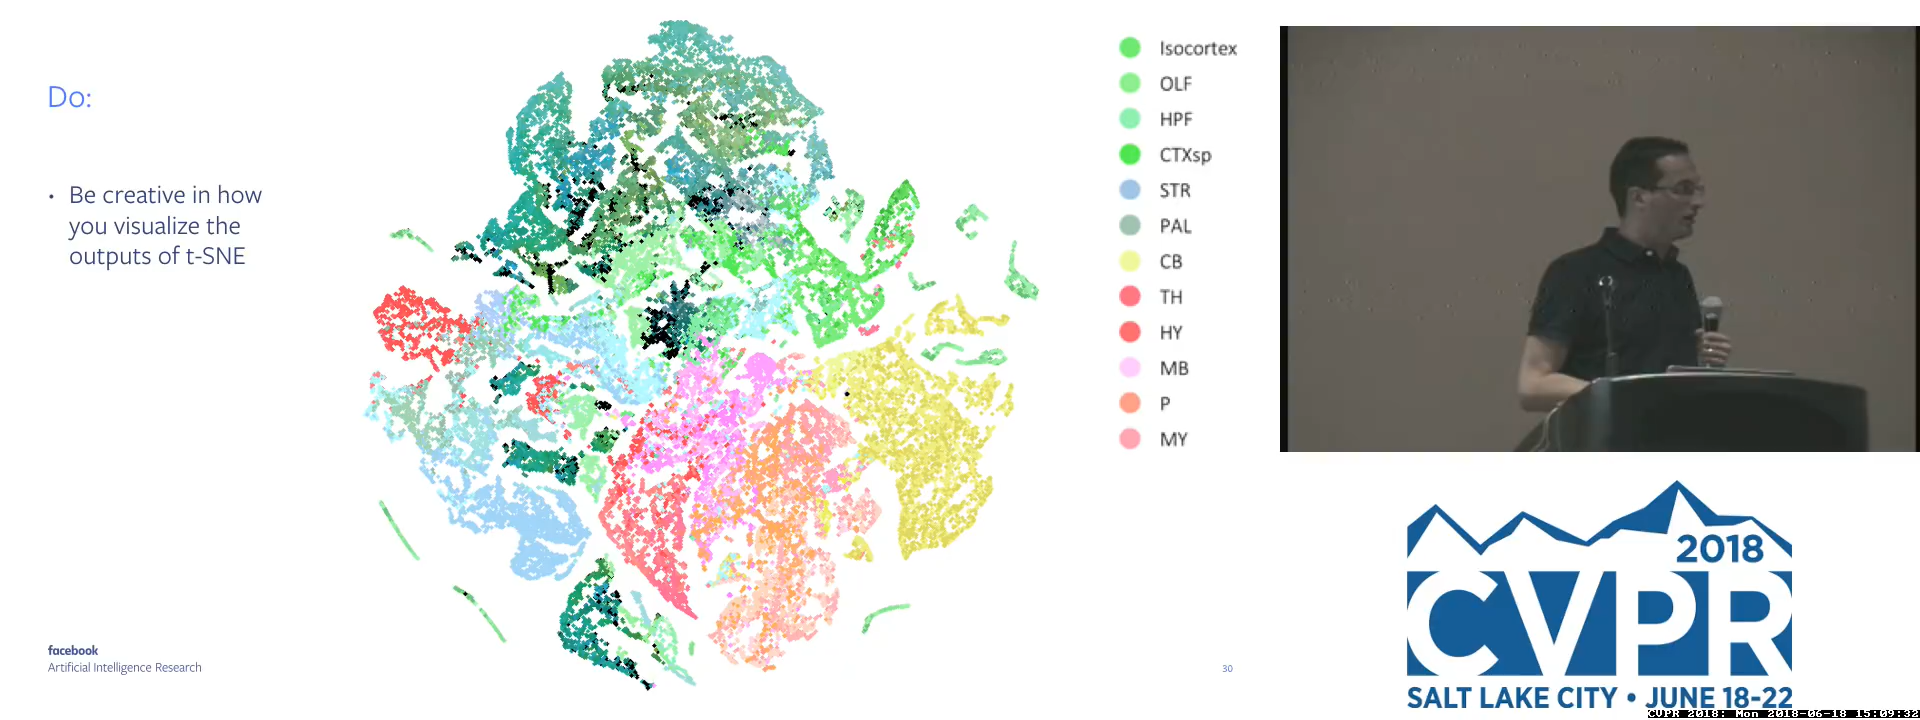 Do:
• Be creative in how
you visualize the
outputs of t-SNE
Isocortex
OLF
HPF
CTXsp
STR
PAL
CB
TH
HY
MB
P
MY
facebook
Artificial Intelligence Research
30
2018
CVPR
SALT LAKE CITY • JUNE 18-22
CVPR 2018: Mon 2018-06-18 15:09:32